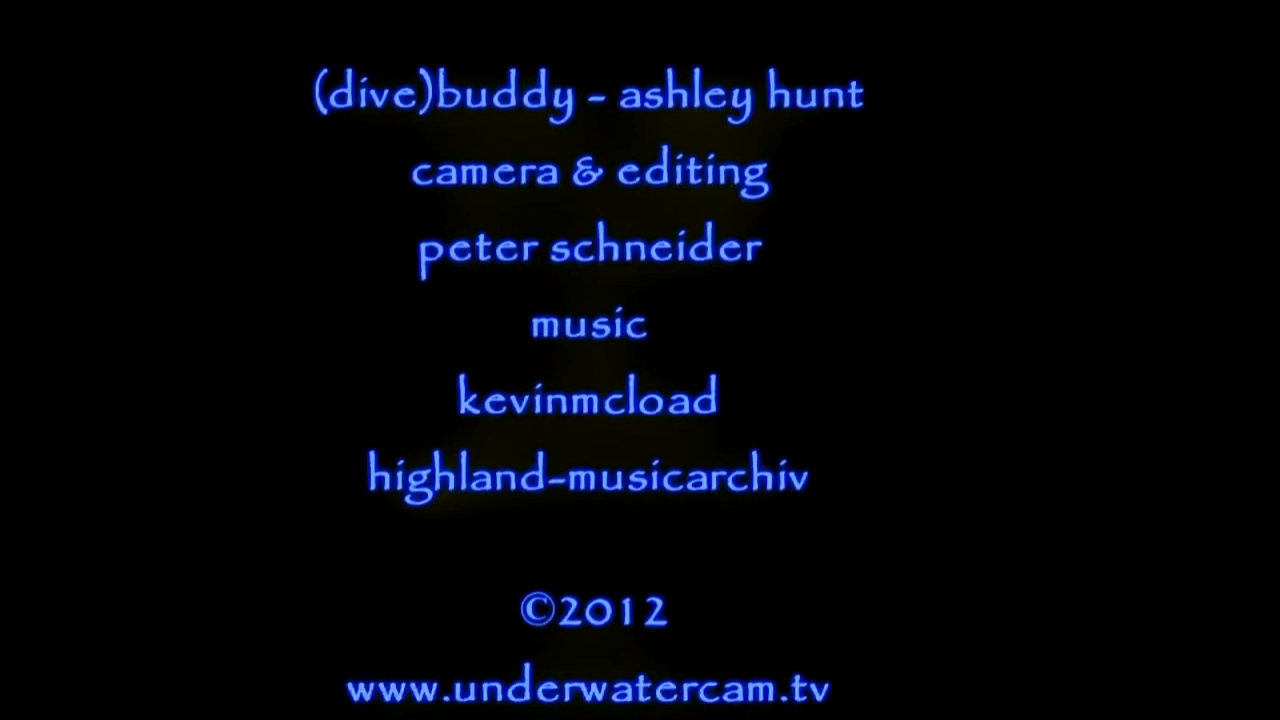 (dive)buddy - ashley hunt
camera & editing
peter schneider
music
kevinmcload
highland-musicarchiv
©2012
www.underwatercam.tv